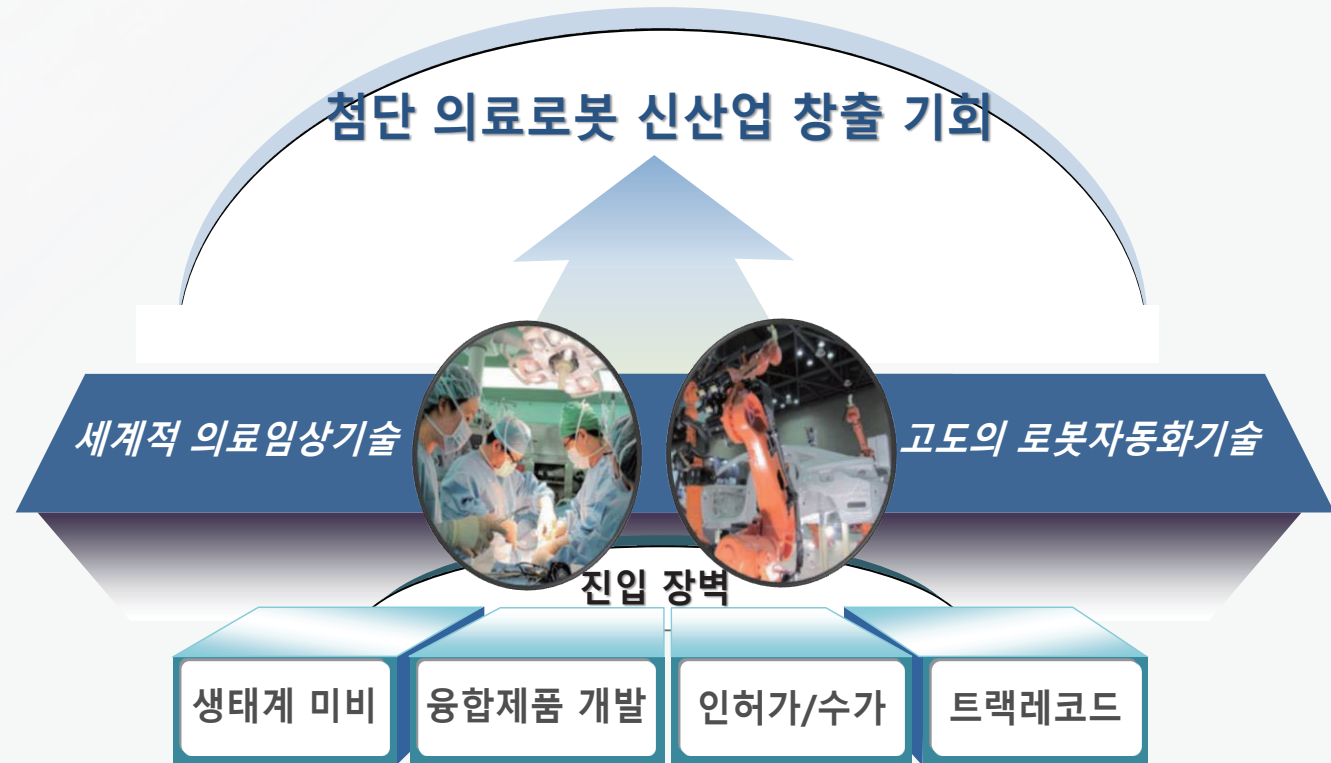 첨단 의료로봇 신산업 창출 기회
세계적 의료임상기술
고도의 로봇자동화기술
진입 장벽
생태계 미비
융합제품 개발
인허가/수가
트랙레코드